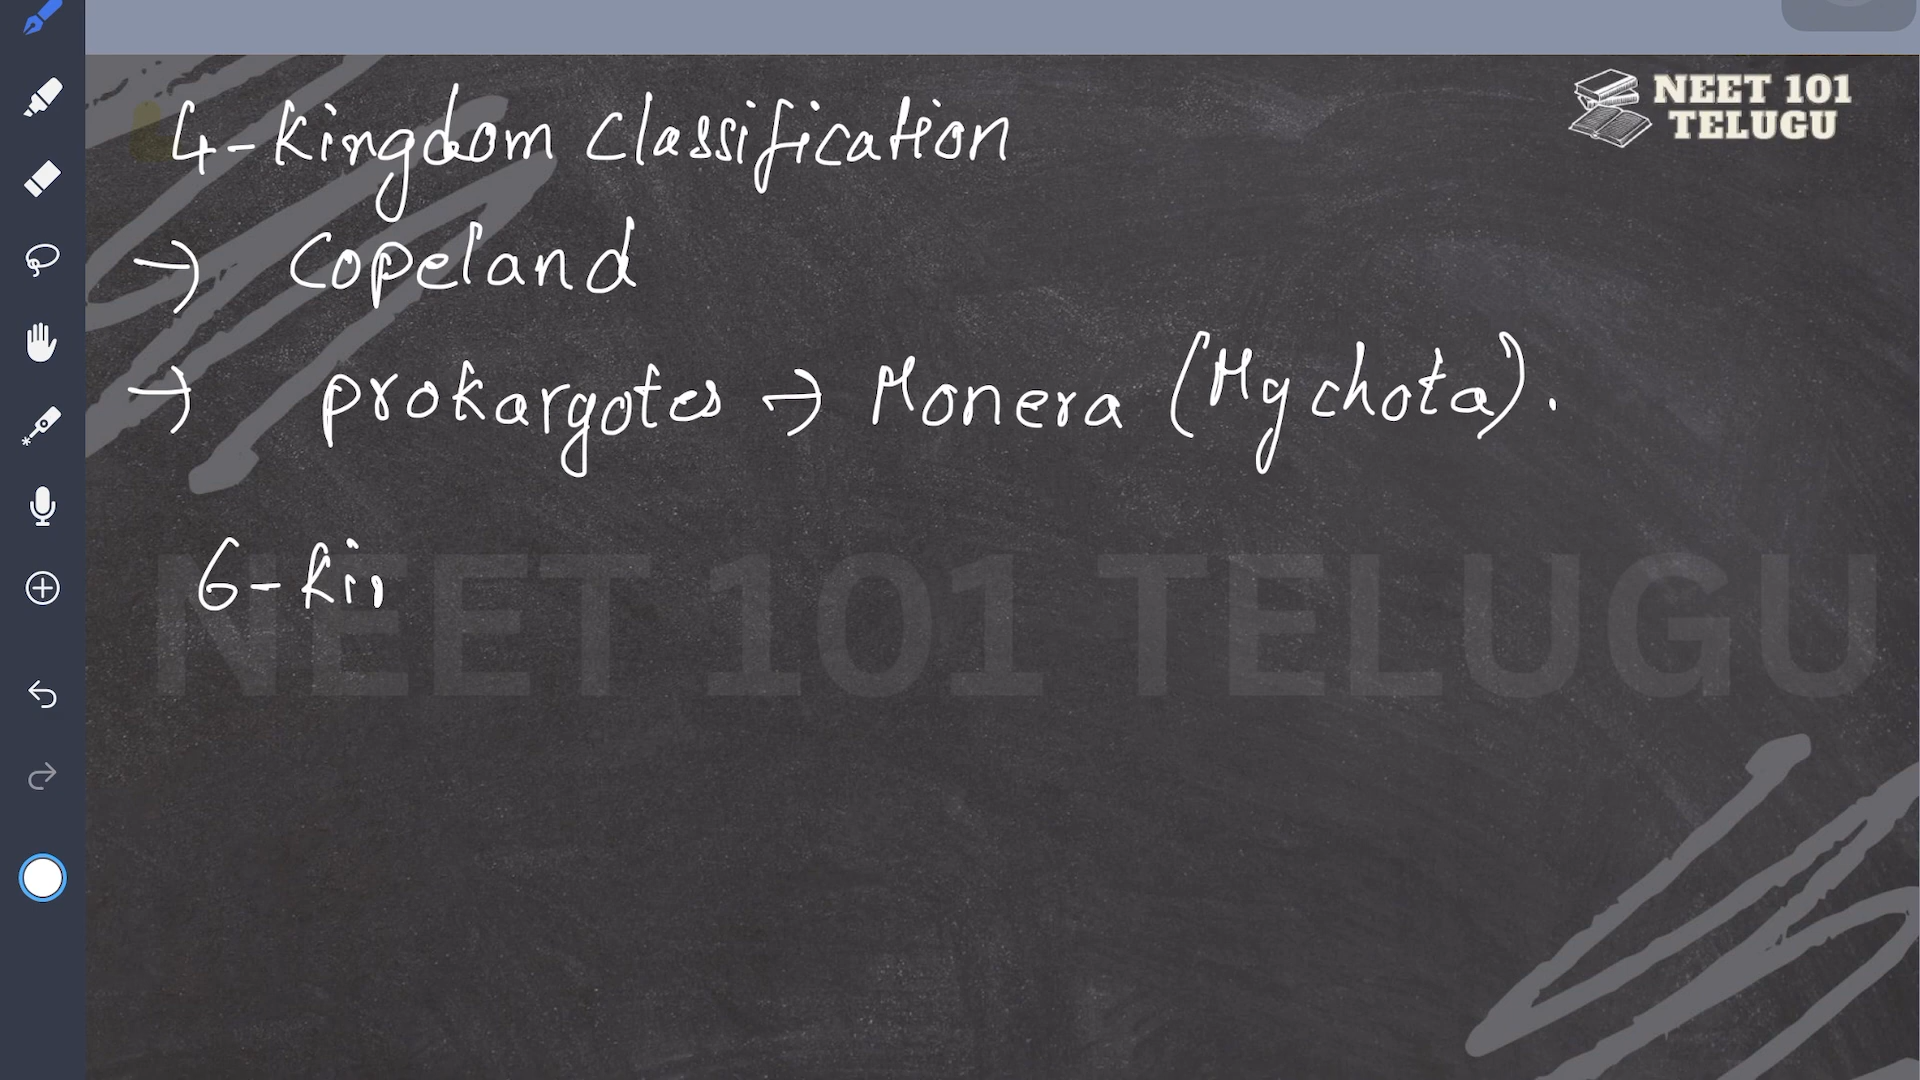 NEET 101
TELUGU
4-kingdom classification
→ Copeland
→ prokaryotes → Monera (Mychota).
6-kin
NEET 101 TELUGU